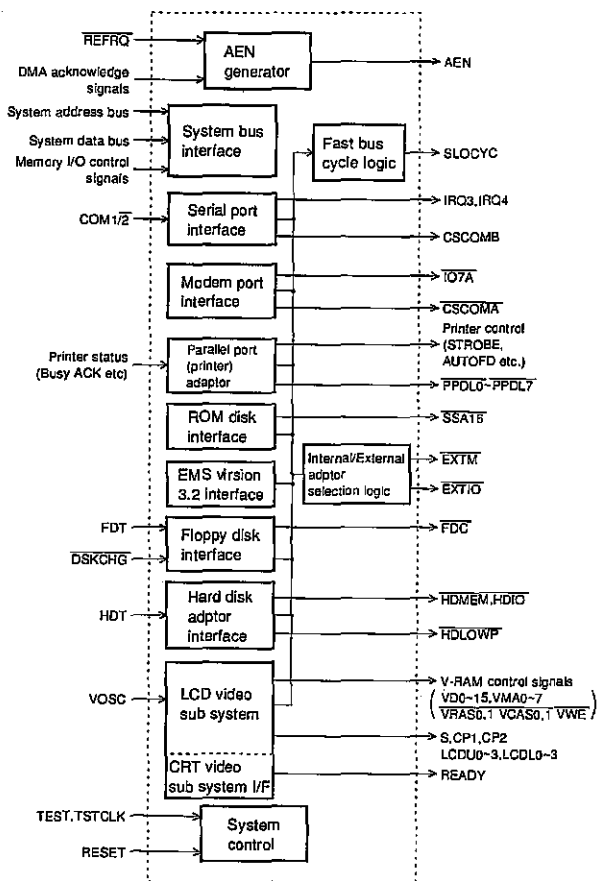 REFRQ
AEN
generator
AEN
DMA acknowledge
signals
System address bus
System data bus
Memory I/O control
signals
System bus
interface
Fast bus
cycle logic
SLOCYC
COM1/2
Serial port
interface
IRQ3,IRQ4
CSCOMB
Modem port
interface
IO7A
CSCOMA
Printer status
(Busy ACK etc)
Parallel port
(printer)
adaptor
Printer control
(STROBE,
AUTOFD etc.)
PPDL0~PPDL7
ROM disk
interface
SSA16
EMS virsion
3.2 interface
Internal/External
adptor
selection logic
EXTM
EXTIO
FDT
DSKCHG
Floppy disk
interface
FDC
HDT
Hard disk
adptor
interface
HDMEM,HDIO
HDLOWP
VOSC
LCD video
sub system
V-RAM control signals
(VD0~15,VMA0~7
VRAS0,1 VCAS0,1 VWE)
S,CP1,CP2
LCDU0~3,LCDL0~3
CRT video
sub system I/F
READY
TEST,TSTCLK
RESET
System
control